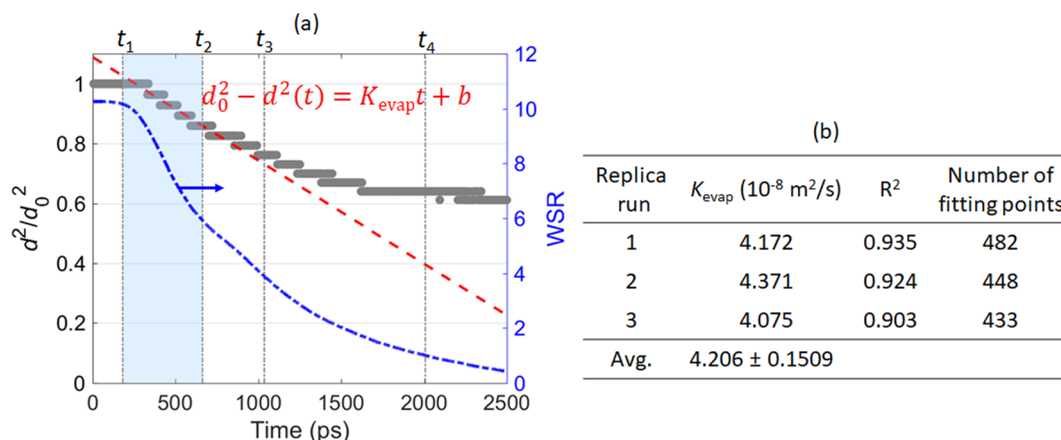 (a)
t₁ t₂ t₃ t₄
d₀² − d²(t) = K_evap t + b
d²/d₀²
1
0.8
0.6
0.4
0.2
0
12
10
8
6
4
2
0
WSR
0 500 1000 1500 2000 2500
Time (ps)
(b)
Replica run K_evap (10⁻⁸ m²/s) R² Number of fitting points
1 4.172 0.935 482
2 4.371 0.924 448
3 4.075 0.903 433
Avg. 4.206 ± 0.1509